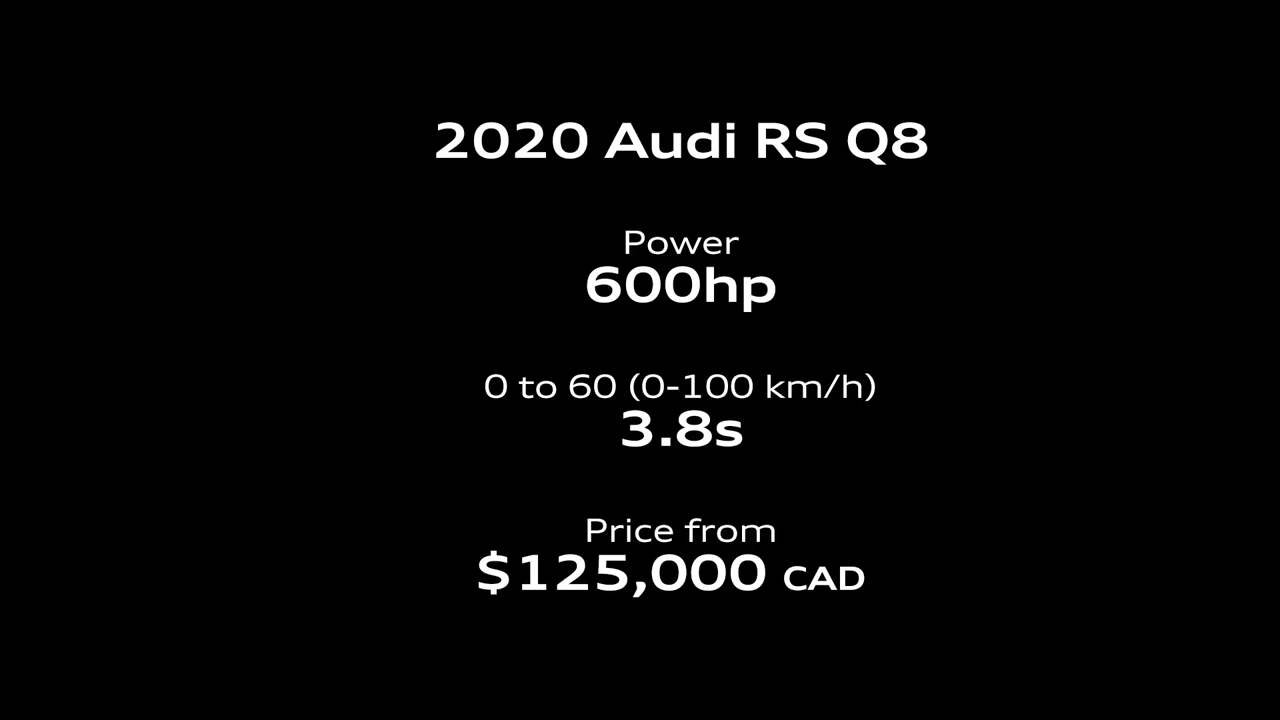 2020 Audi RS Q8
Power
600hp
0 to 60 (0-100 km/h)
3.8s
Price from
$125,000 CAD